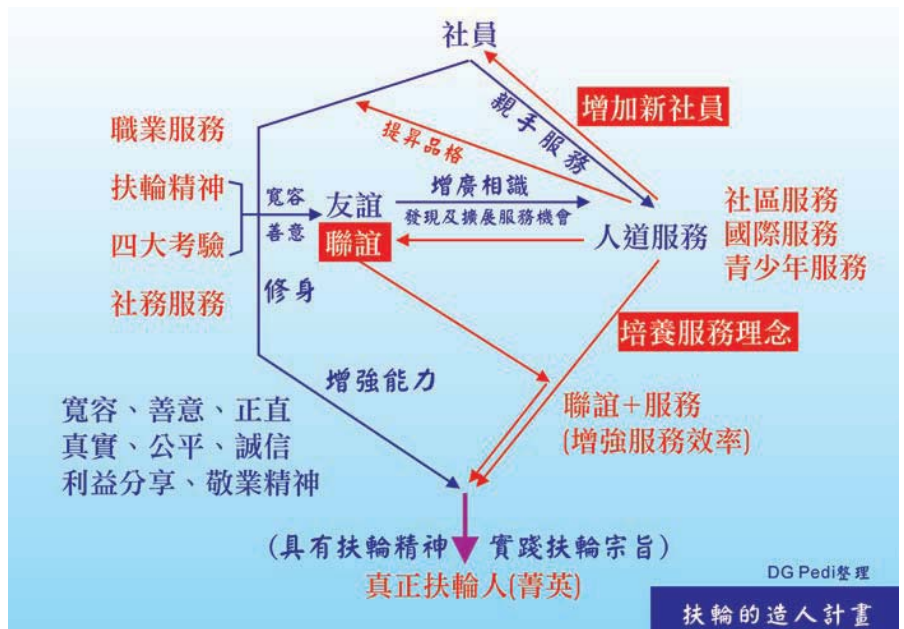 社員
增加新社員
親手服務
提昇品格
職業服務
扶輪精神
四大考驗
社務服務
寬容
善意
友誼
聯誼
增廣相識
發現及擴展服務機會
人道服務
社區服務
國際服務
青少年服務
修身
培養服務理念
增強能力
聯誼+服務
(增強服務效率)
寬容、善意、正直
真實、公平、誠信
利益分享、敬業精神
(具有扶輪精神 實踐扶輪宗旨)
真正扶輪人(菁英)
DG Pedi整理
扶輪的造人計畫